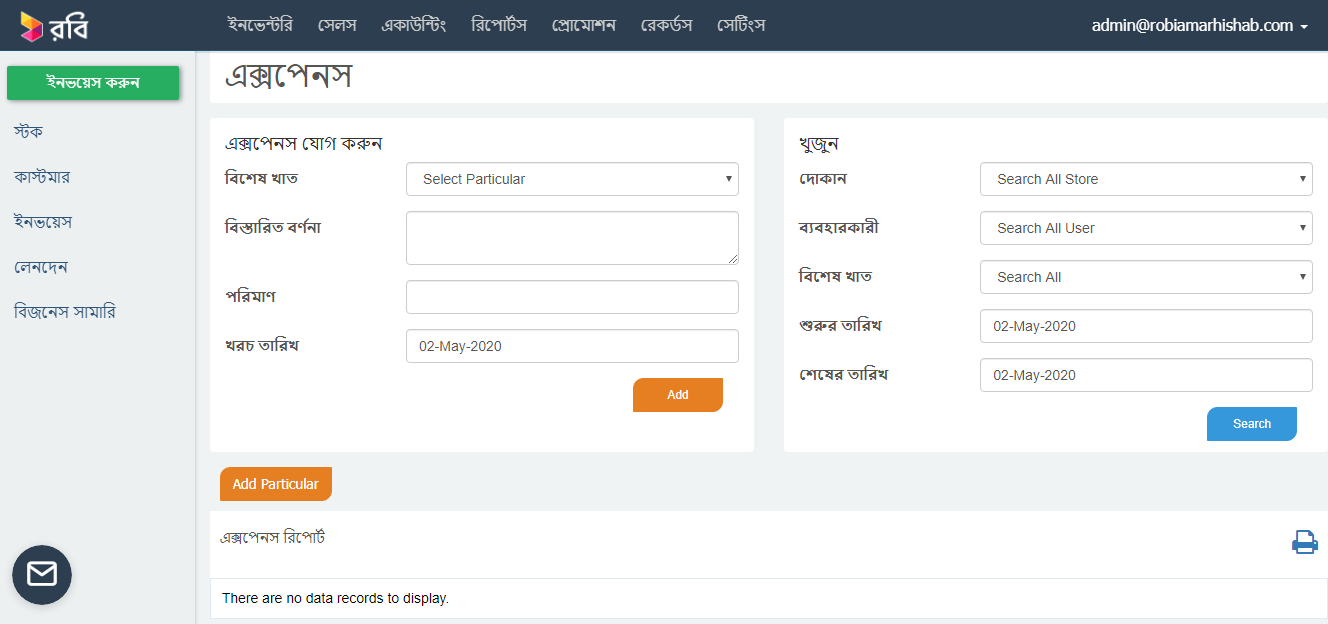 রবি
ইনভেন্টরি সেলস একাউন্টিং রিপোর্টস প্রোমোশন রেকর্ডস সেটিংস admin@robiamarhishab.com
ইনভয়েস করুন
স্টক
কাস্টমার
ইনভয়েস
লেনদেন
বিজনেস সামারি
এক্সপেনস
এক্সপেনস যোগ করুন
বিশেষ খাত Select Particular
বিস্তারিত বর্ণনা
পরিমাণ
খরচ তারিখ 02-May-2020
Add
খুজুন
দোকান Search All Store
ব্যবহারকারী Search All User
বিশেষ খাত Search All
শুরুর তারিখ 02-May-2020
শেষের তারিখ 02-May-2020
Search
Add Particular
এক্সপেনস রিপোর্ট
There are no data records to display.